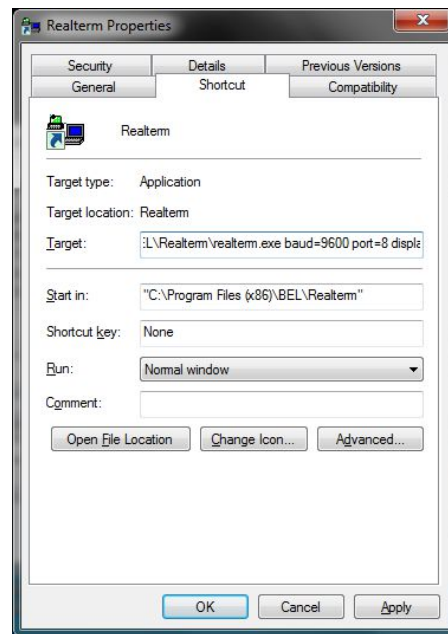 Realterm Properties
Security Details Previous Versions
General Shortcut Compatibility
Realterm
Target type: Application
Target location: Realterm
Target: :L\Realterm\realterm.exe baud=9600 port=8 displa
Start in: "C:\Program Files (x86)\BEL\Realterm"
Shortcut key: None
Run: Normal window
Comment:
Open File Location Change Icon... Advanced...
OK Cancel Apply